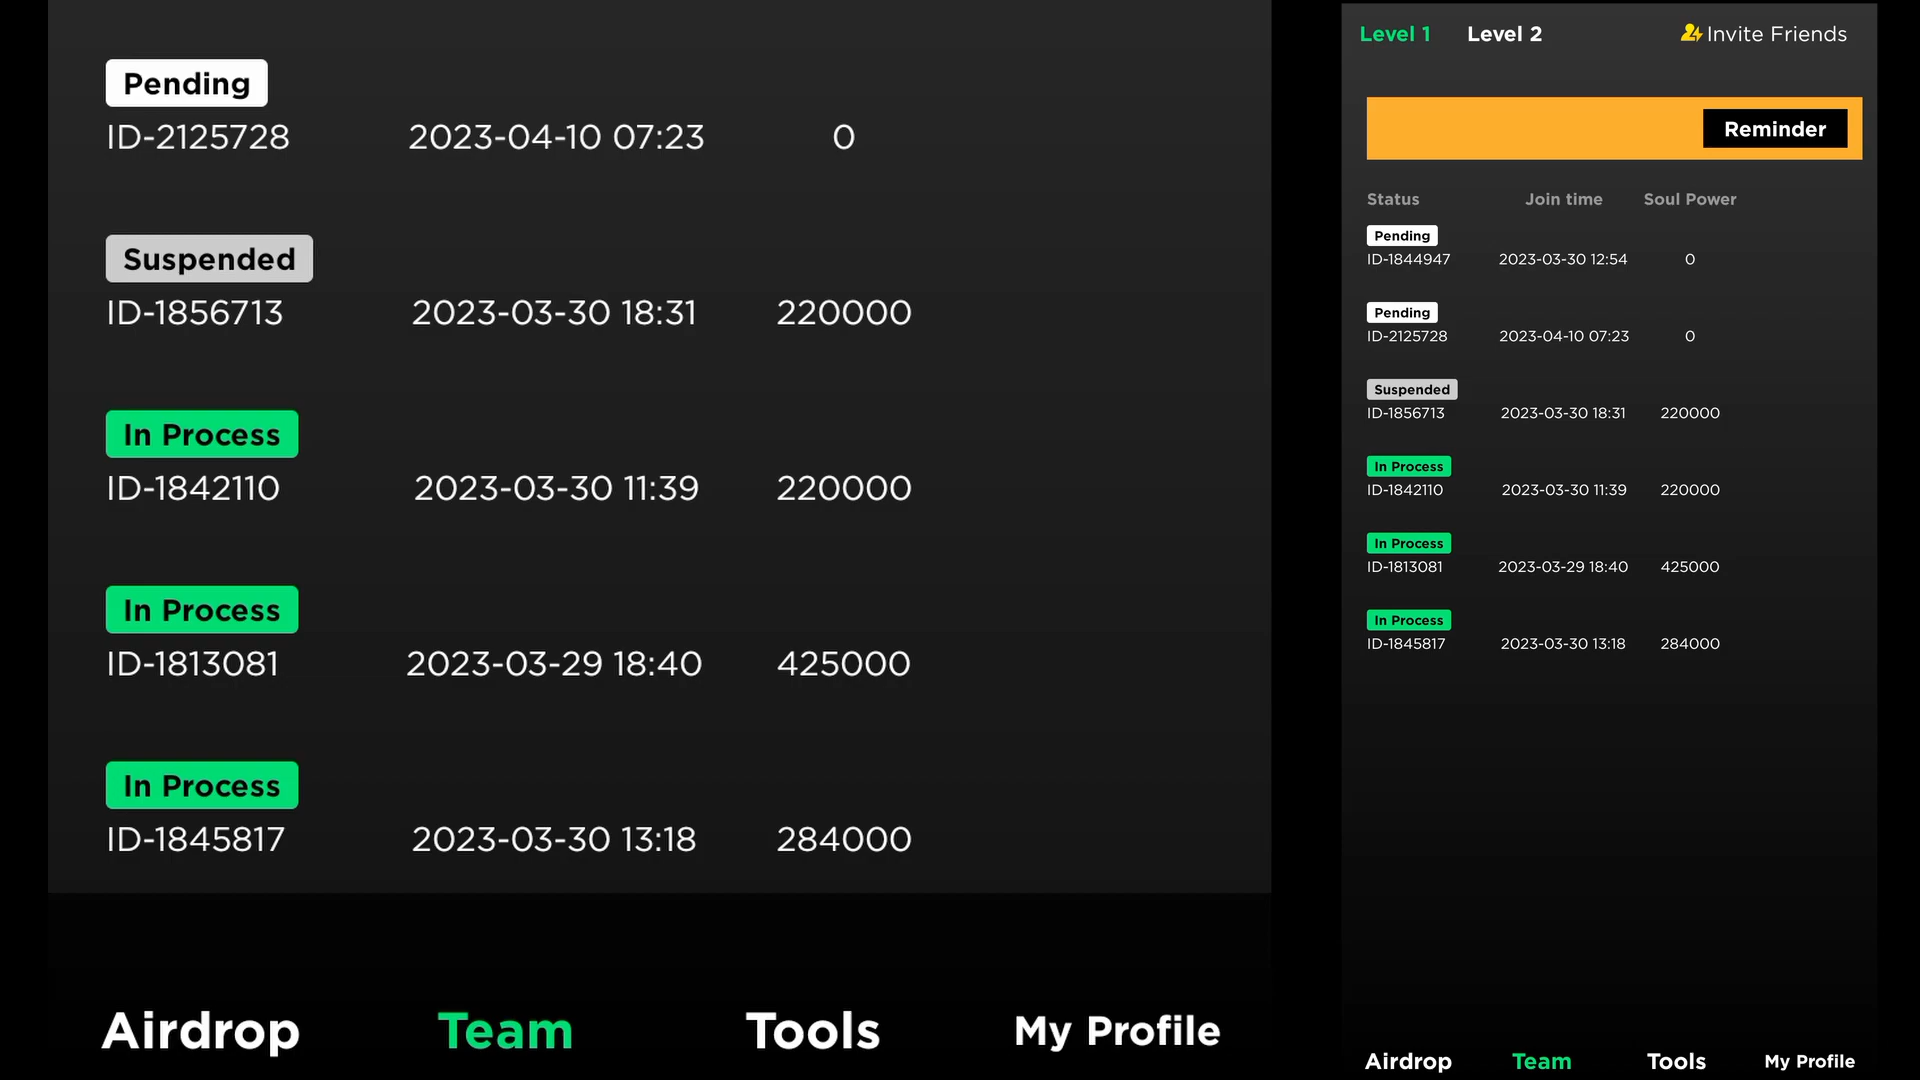 Pending
ID-2125728 2023-04-10 07:23 0
Suspended
ID-1856713 2023-03-30 18:31 220000
In Process
ID-1842110 2023-03-30 11:39 220000
In Process
ID-1813081 2023-03-29 18:40 425000
In Process
ID-1845817 2023-03-30 13:18 284000
Airdrop Team Tools My Profile
Level 1 Level 2 Invite Friends
Reminder
Status Join time Soul Power
Pending
ID-1844947 2023-03-30 12:54 0
Pending
ID-2125728 2023-04-10 07:23 0
Suspended
ID-1856713 2023-03-30 18:31 220000
In Process
ID-1842110 2023-03-30 11:39 220000
In Process
ID-1813081 2023-03-29 18:40 425000
In Process
ID-1845817 2023-03-30 13:18 284000
Airdrop Team Tools My Profile